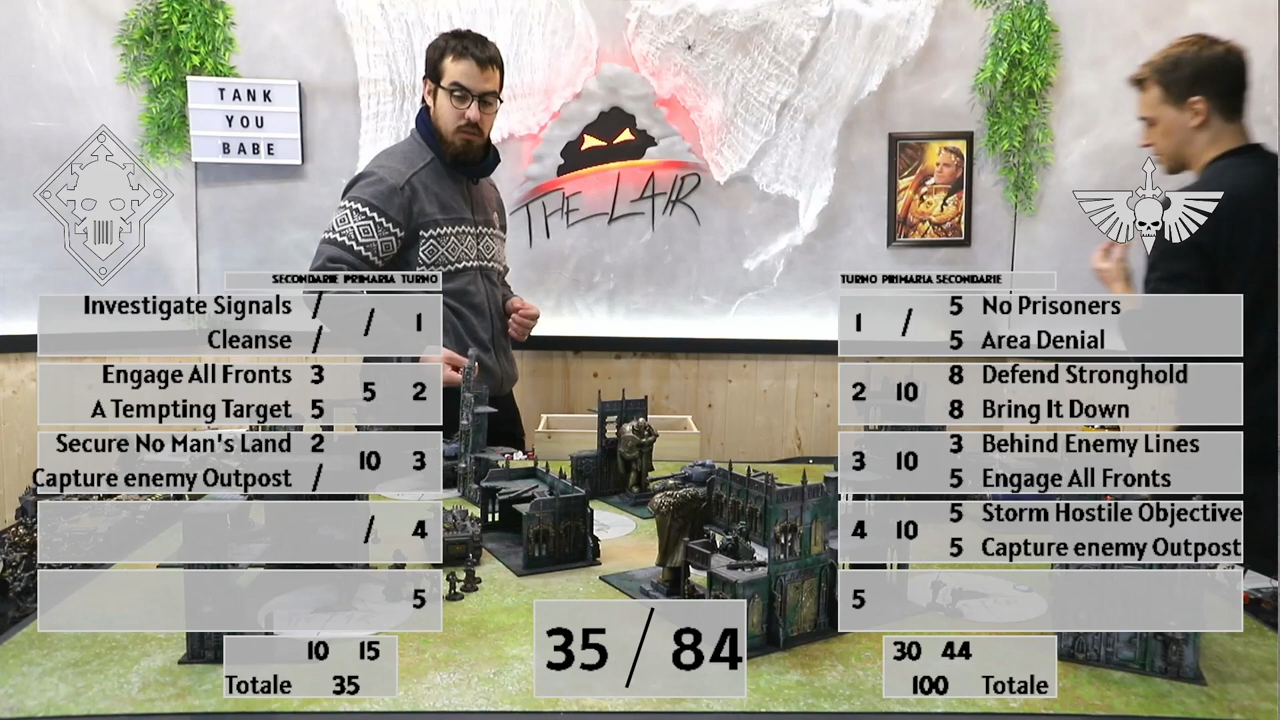 TANK
YOU
BABE
THE LAIR
SECONDARIE PRIMARIA TURNO
Investigate Signals / / 1
Cleanse /
Engage All Fronts 3 5 2
A Tempting Target 5
Secure No Man's Land 2 10 3
Capture enemy Outpost /
/ 4
5
10 15
Totale 35
35 / 84
TURNO PRIMARIA SECONDARIE
1 / 5 No Prisoners
5 Area Denial
2 10 8 Defend Stronghold
8 Bring It Down
3 10 3 Behind Enemy Lines
5 Engage All Fronts
4 10 5 Storm Hostile Objective
5 Capture enemy Outpost
5
30 44
100 Totale